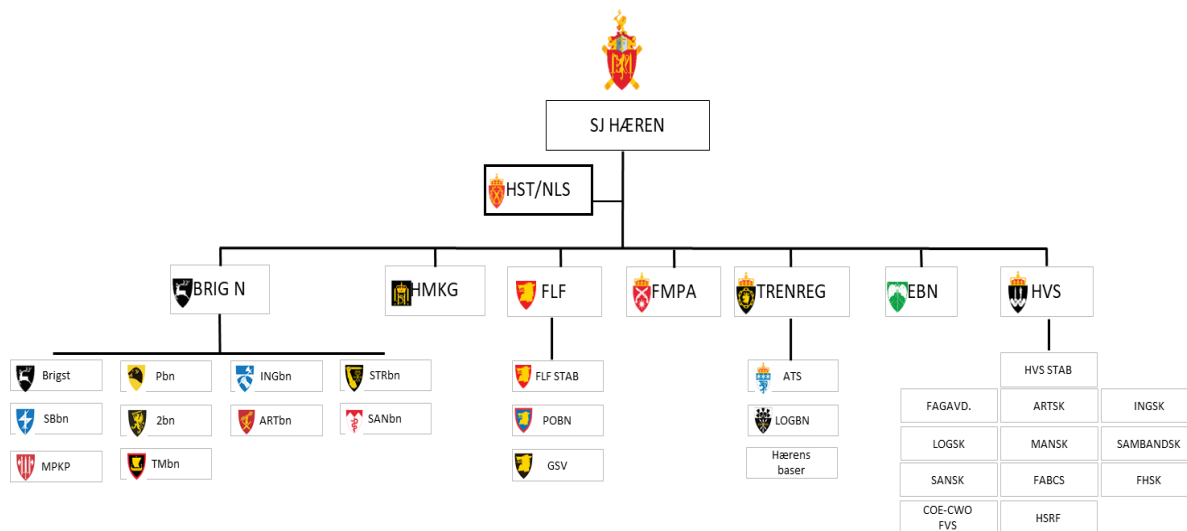 SJ HÆREN
HST/NLS
BRIG N
HMKG
FLF
FMPA
TRENREG
EBN
HVS
Brigst
Pbn
INGbn
STRbn
SBbn
2bn
ARTbn
SANbn
MPKP
TMbn
FLF STAB
POBN
GSV
ATS
LOGBN
Hærens
baser
HVS STAB
FAGAVD.
ARTSK
INGSK
LOGSK
MANSK
SAMBANDSK
SANSK
FABCS
FHSK
COE-CWO
FVS
HSRF